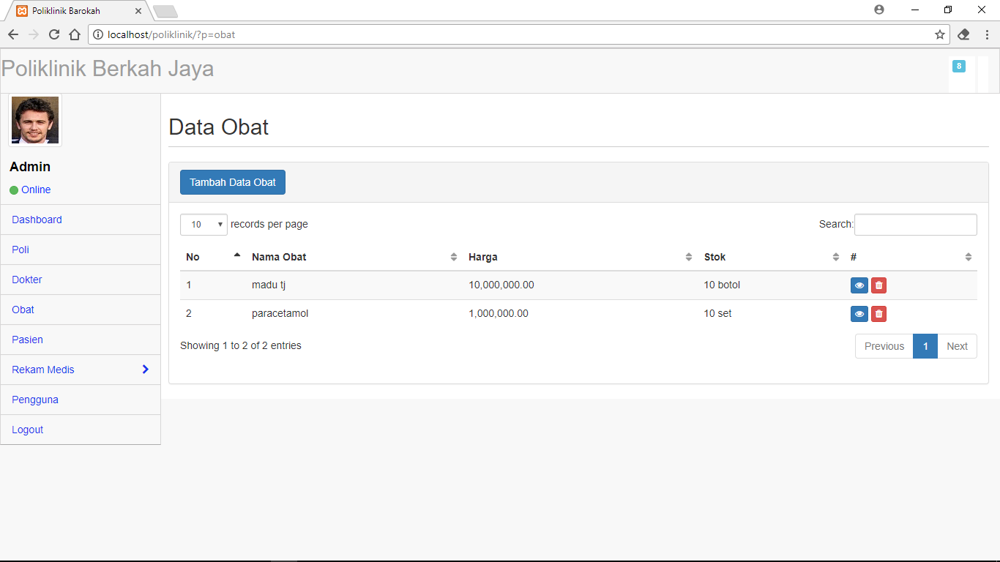 Poliklinik Barokah
localhost/poliklinik/?p=obat
Poliklinik Berkah Jaya
8
Admin
Online
Dashboard
Poli
Dokter
Obat
Pasien
Rekam Medis
Pengguna
Logout
Data Obat
Tambah Data Obat
10 records per page
Search:
No Nama Obat Harga Stok #
1 madu tj 10,000,000.00 10 botol
2 paracetamol 1,000,000.00 10 set
Showing 1 to 2 of 2 entries
Previous 1 Next